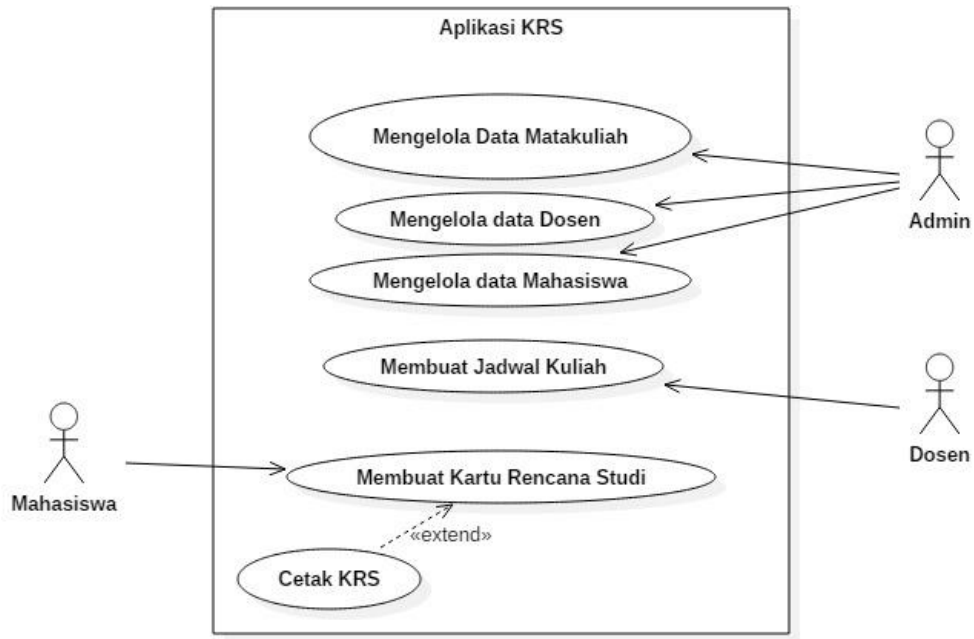 Aplikasi KRS
Mengelola Data Matakuliah
Mengelola data Dosen
Admin
Mengelola data Mahasiswa
Membuat Jadwal Kuliah
Dosen
Membuat Kartu Rencana Studi
Mahasiswa
«extend»
Cetak KRS